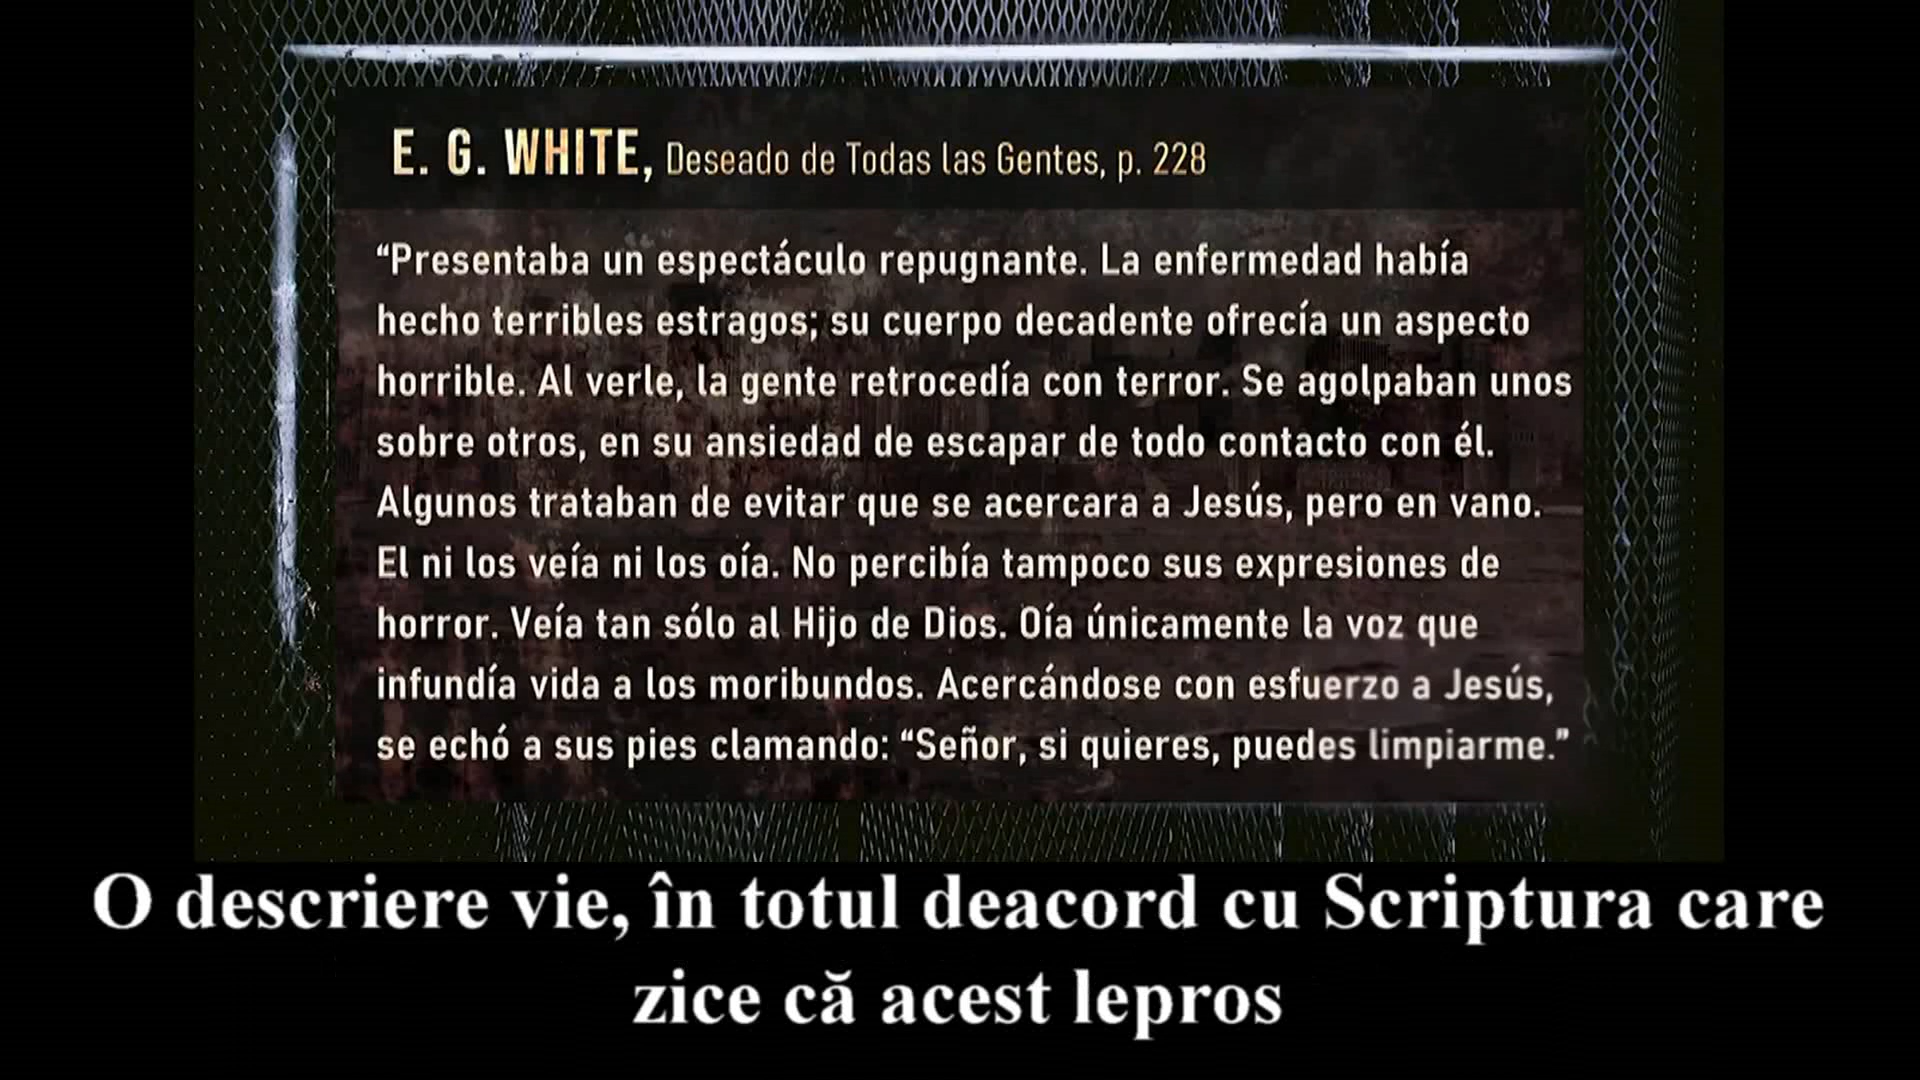 E. G. WHITE, Deseado de Todas las Gentes, p. 228
“Presentaba un espectáculo repugnante. La enfermedad había
hecho terribles estragos; su cuerpo decadente ofrecía un aspecto
horrible. Al verle, la gente retrocedía con terror. Se agolpaban unos
sobre otros, en su ansiedad de escapar de todo contacto con él.
Algunos trataban de evitar que se acercara a Jesús, pero en vano.
El ni los veía ni los oía. No percibía tampoco sus expresiones de
horror. Veía tan sólo al Hijo de Dios. Oía únicamente la voz que
infundía vida a los moribundos. Acercándose con esfuerzo a Jesús,
se echó a sus pies clamando: “Señor, si quieres, puedes limpiarme.”
O descriere vie, în totul deacord cu Scriptura care
zice că acest lepros